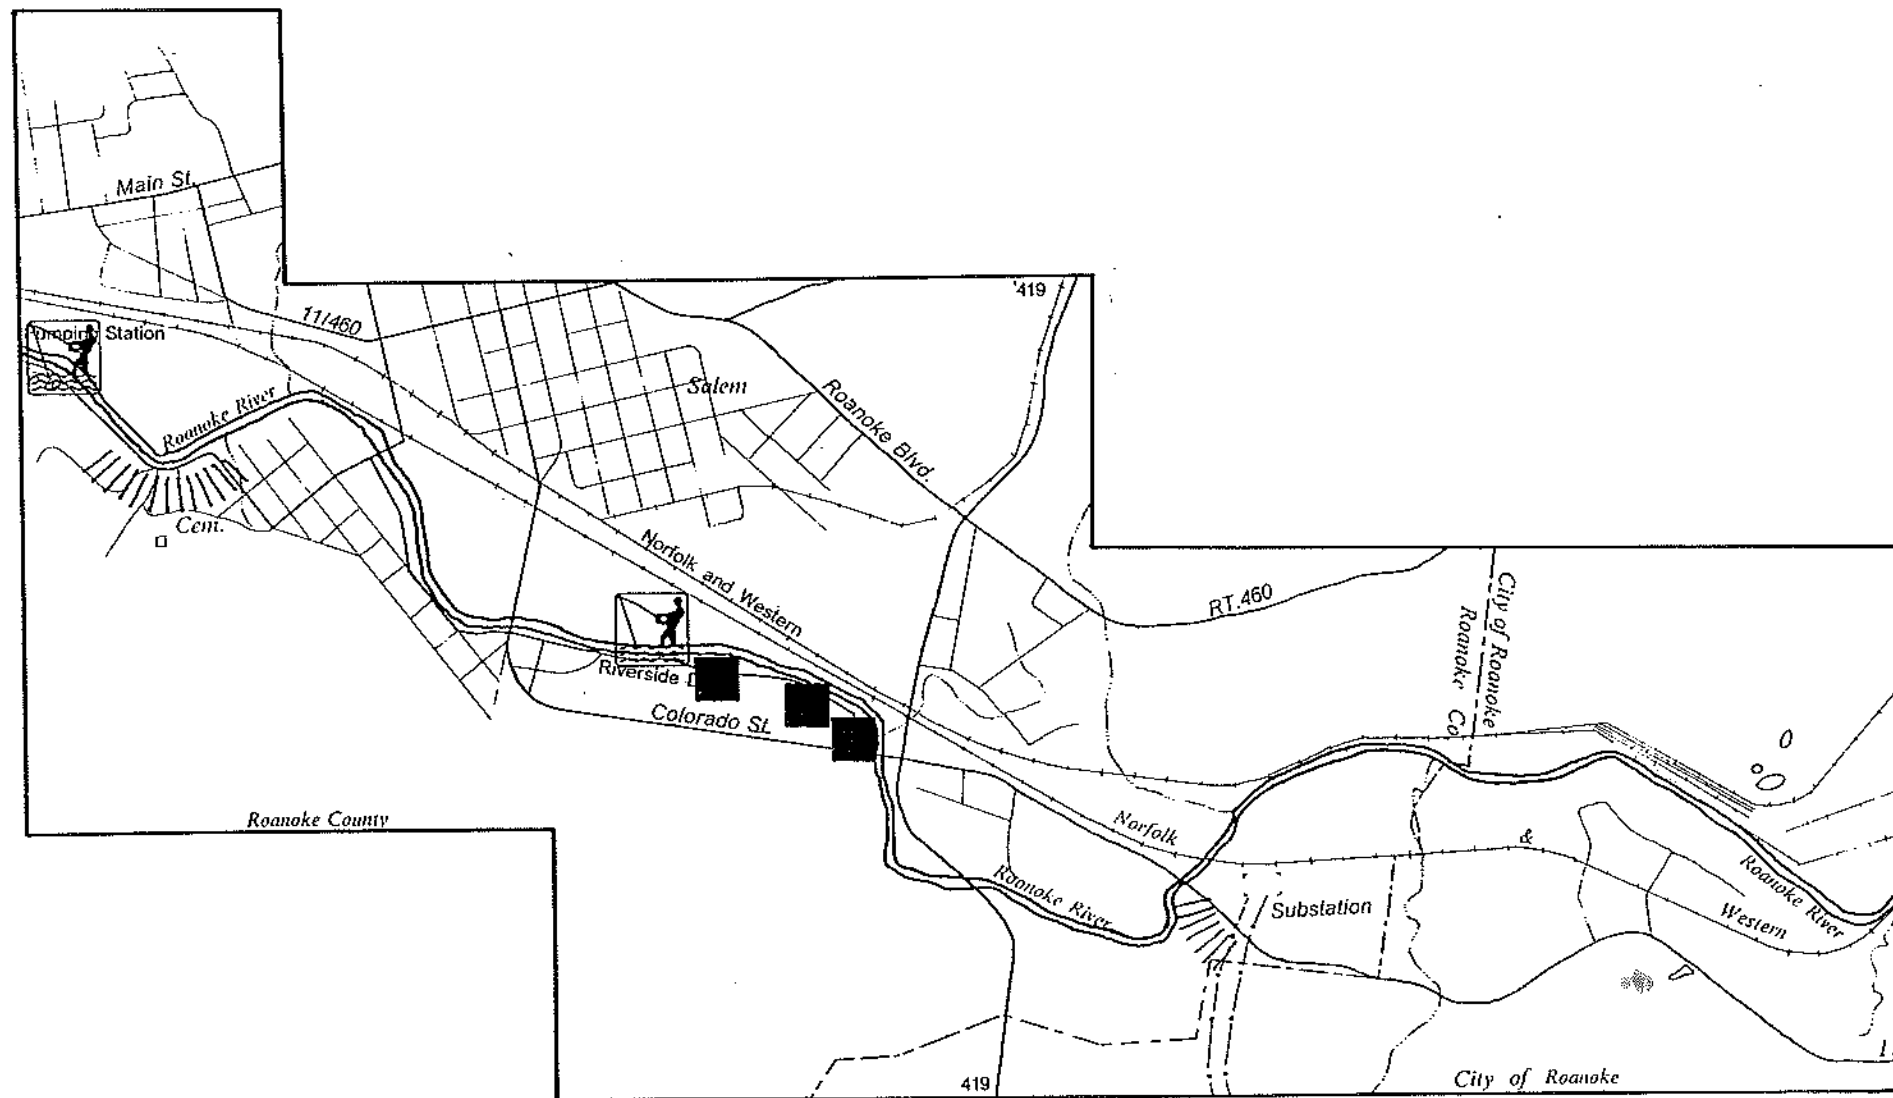 Main St.
419
11/460
Station
Salem
Roanoke Blvd.
Roanoke River
Cem.
Norfolk and Western
RT.460
City of Roanoke
Roanoke Co
Riverside
Colorado St.
Roanoke County
Norfolk
&
Western
Roanoke River
Roanoke River
Substation
419
City of Roanoke